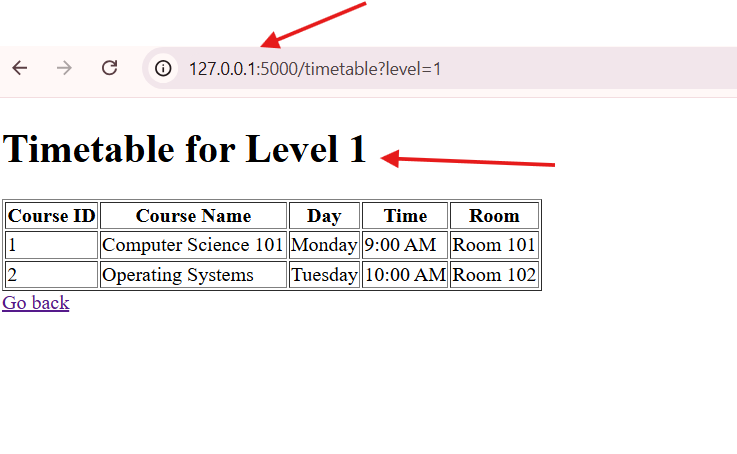 127.0.0.1:5000/timetable?level=1
Timetable for Level 1
Course ID Course Name Day Time Room
1 Computer Science 101 Monday 9:00 AM Room 101
2 Operating Systems Tuesday 10:00 AM Room 102
Go back